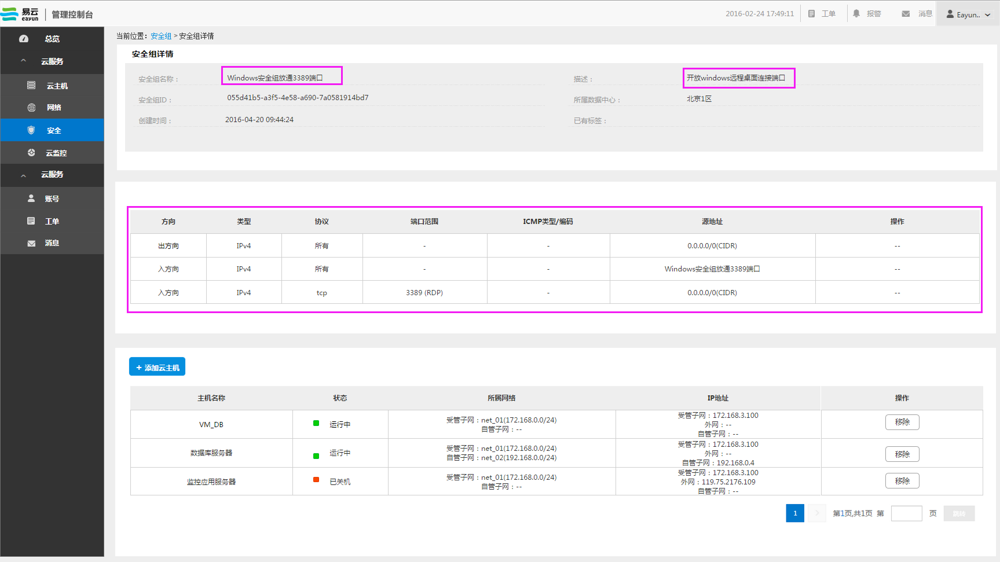 易云 eayun 管理控制台
2016-02-24 17:49:11 工单 报警 消息 Eayun..
总览
云服务
云主机
网络
安全
云监控
云服务
账号
工单
消息
当前位置：安全组 > 安全组详情
安全组详情
安全组名称： Windows安全组放通3389端口 描述： 开放windows远程桌面连接端口
安全组ID： 055d41b5-a3f5-4e58-a690-7a0581914bd7 所属数据中心： 北京1区
创建时间： 2016-04-20 09:44:24 已有标签：
方向 类型 协议 端口范围 ICMP类型/编码 源地址 操作
出方向 IPv4 所有 - - 0.0.0.0/0(CIDR) --
入方向 IPv4 所有 - - Windows安全组放通3389端口 --
入方向 IPv4 tcp 3389 (RDP) - 0.0.0.0/0(CIDR) --
+ 添加云主机
主机名称 状态 所属网络 IP地址 操作
VM_DB 运行中
受管子网：net_01(172.168.0.0/24)
自管子网：--
受管子网：172.168.3.100
外网：--
自管子网：--
移除
数据库服务器 运行中
受管子网：net_01(172.168.0.0/24)
自管子网：net_02(192.168.0.0/24)
受管子网：172.168.3.100
外网：--
自管子网：192.168.0.4
移除
监控应用服务器 已关机
受管子网：net_01(172.168.0.0/24)
自管子网：--
受管子网：172.168.3.100
外网：119.75.2176.109
自管子网：--
移除
1 > 第1页,共1页 第 页 跳转